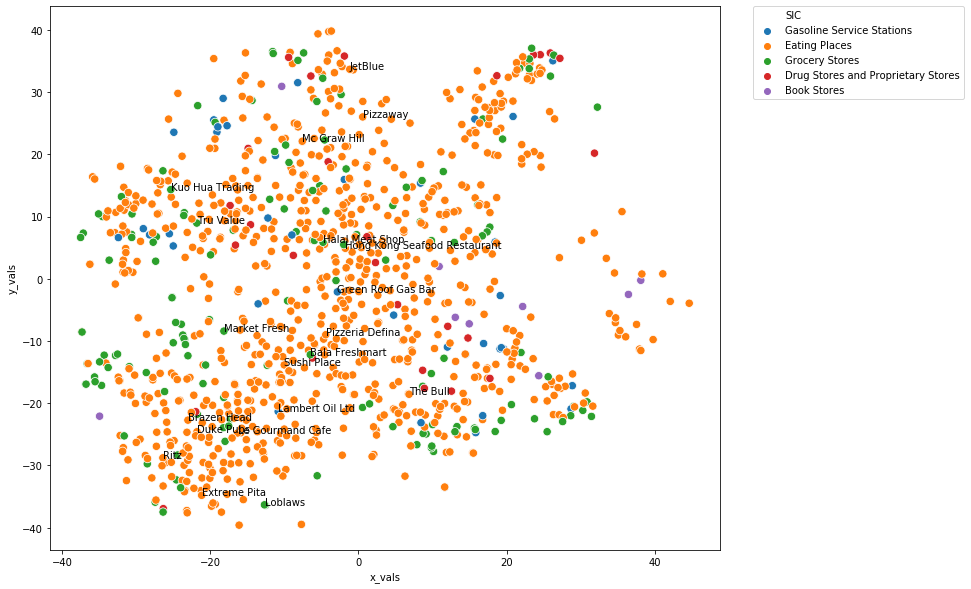 SIC
Gasoline Service Stations
Eating Places
Grocery Stores
Drug Stores and Proprietary Stores
Book Stores
40
30
20
10
0
−10
−20
−30
−40
y_vals
JetBlue
Pizzaway
Mc Graw Hill
Kuo Hua Trading
Tru Value
Halal Meat Shop
Hong Kong Seafood Restaurant
Green Roof Gas Bar
Market Fresh
Pizzeria Defina
Bala Freshmart
Sushi Place
The Bull
Lambert Oil Ltd
Brazen Head
Duke Pubs
Le Gourmand Cafe
Ritz
Extreme Pita
Loblaws
−40
−20
0
20
40
x_vals